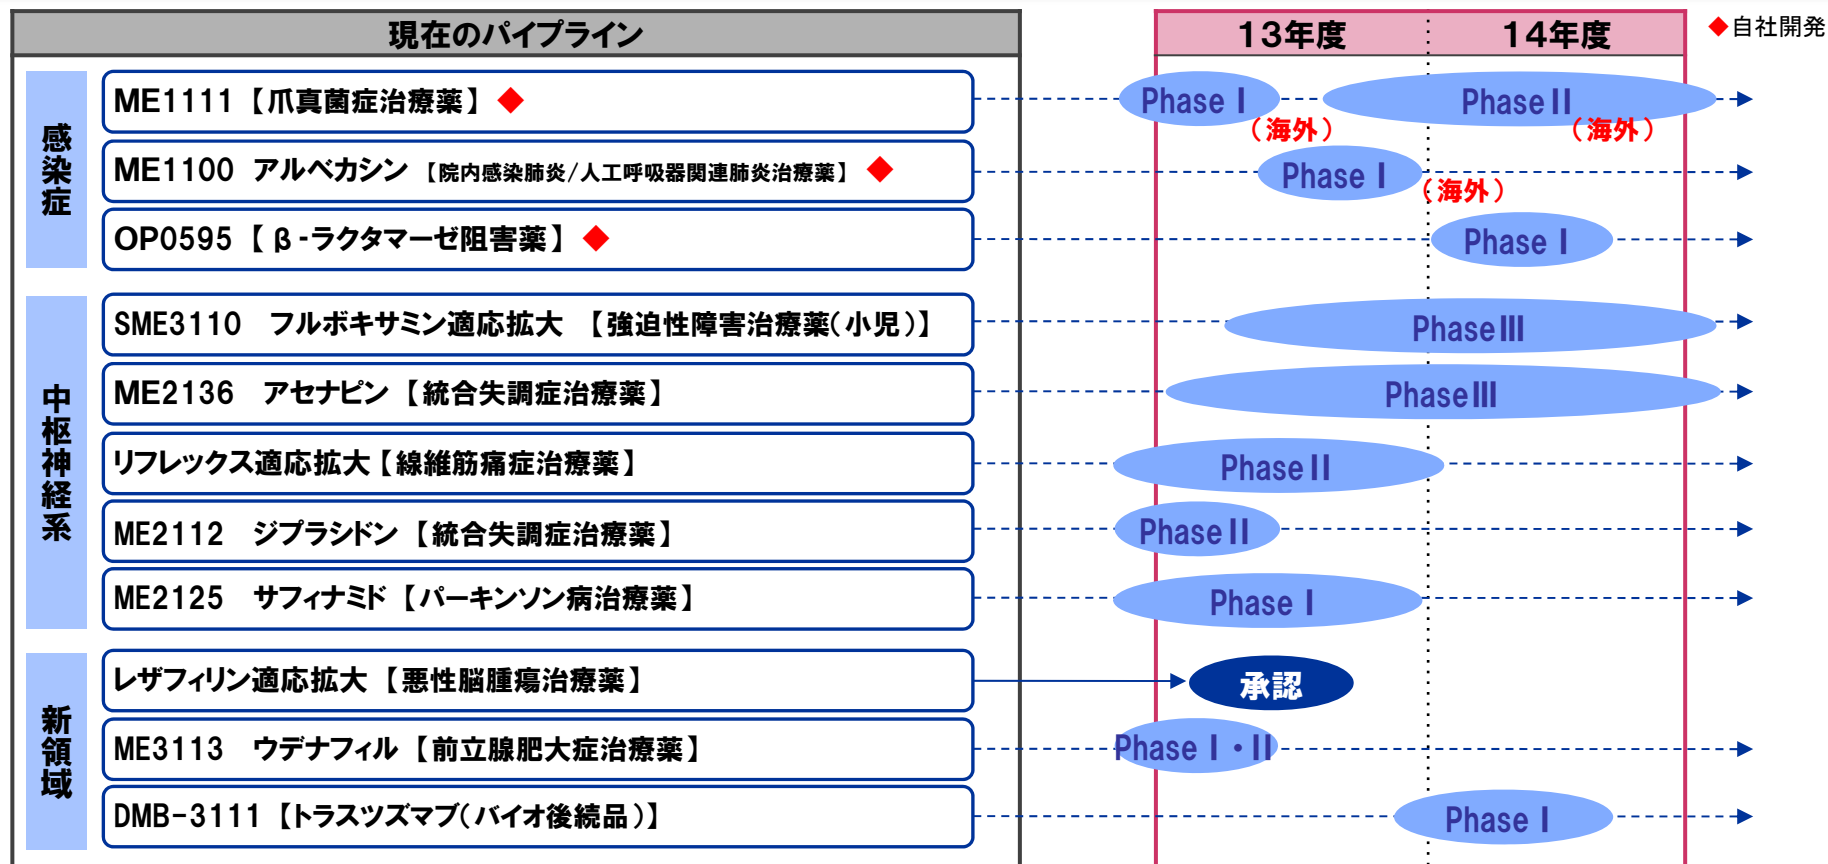 現在のパイプライン
13年度
14年度
◆自社開発
感染症
ME1111【爪真菌症治療薬】◆
Phase Ⅰ
(海外)
Phase Ⅱ
(海外)
ME1100 アルベカシン【院内感染肺炎/人工呼吸器関連肺炎治療薬】◆
Phase Ⅰ
(海外)
OP0595【β-ラクタマーゼ阻害薬】◆
Phase Ⅰ
中枢神経系
SME3110 フルボキサミン適応拡大 【強迫性障害治療薬(小児)】
Phase Ⅲ
ME2136 アセナピン【統合失調症治療薬】
Phase Ⅲ
リフレックス適応拡大【線維筋痛症治療薬】
Phase Ⅱ
ME2112 ジプラシドン【統合失調症治療薬】
Phase Ⅱ
ME2125 サフィナミド【パーキンソン病治療薬】
Phase Ⅰ
新領域
レザフィリン適応拡大【悪性脳腫瘍治療薬】
承認
ME3113 ウデナフィル【前立腺肥大症治療薬】
Phase Ⅰ・Ⅱ
DMB-3111【トラスツズマブ(バイオ後続品)】
Phase Ⅰ